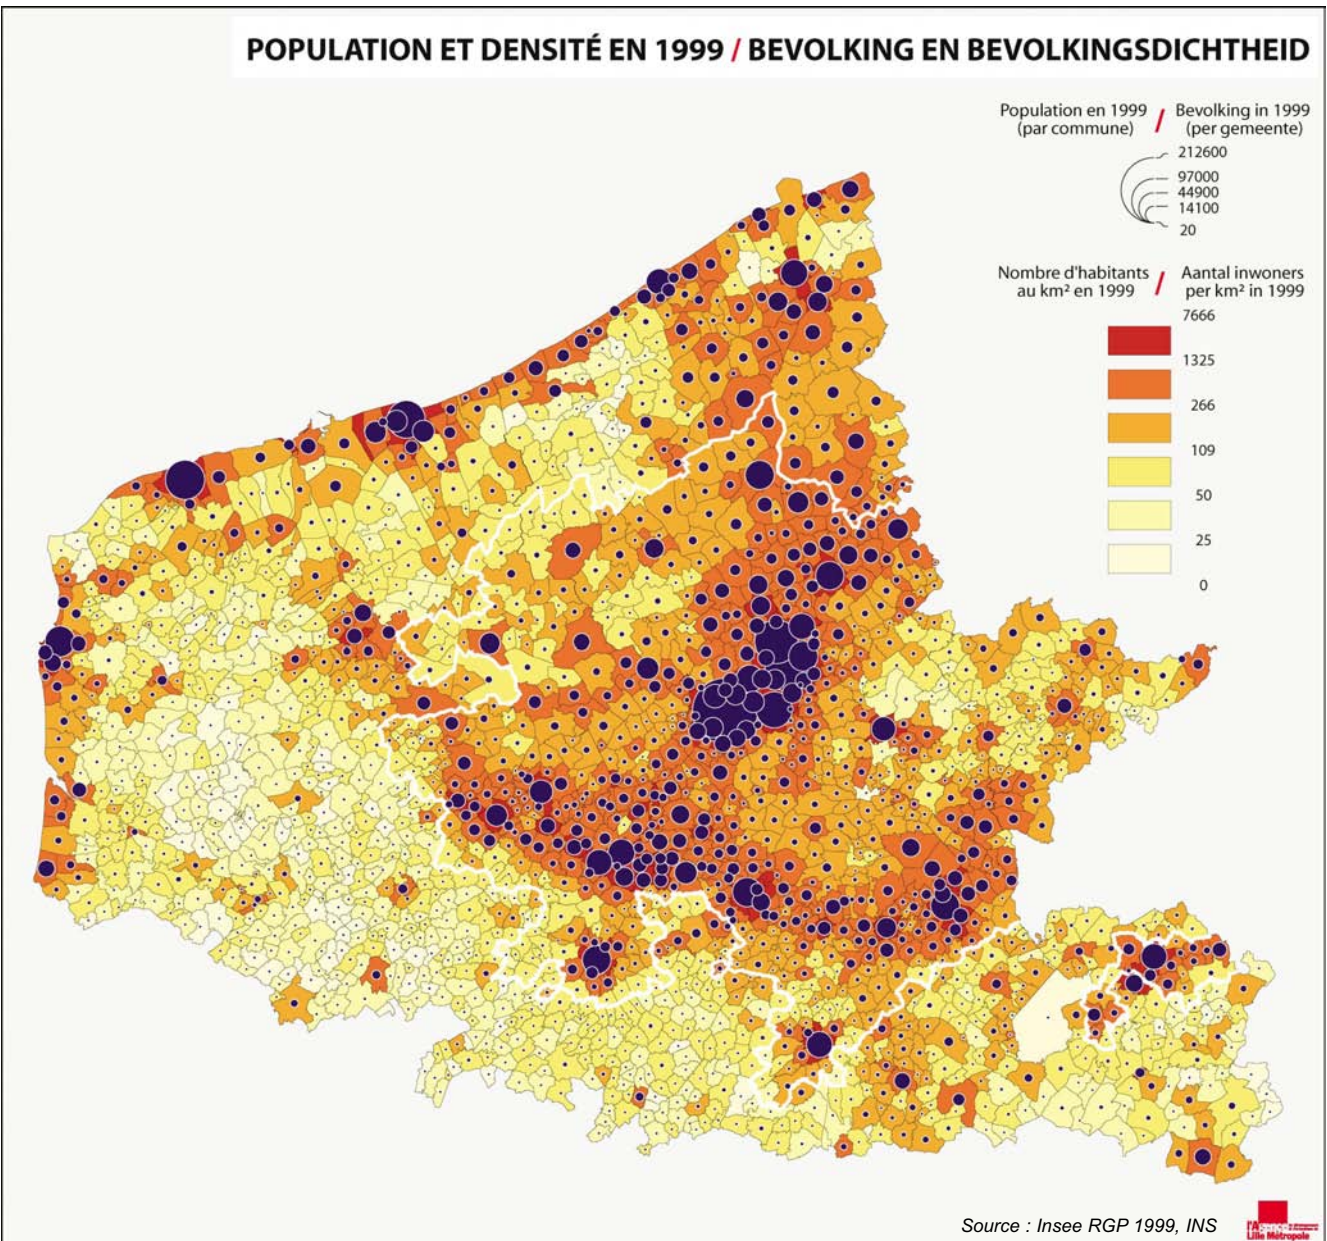 POPULATION ET DENSITÉ EN 1999 / BEVOLKING EN BEVOLKINGSDICHTHEID
Population en 1999 / Bevolking in 1999
(par commune) (per gemeente)
212600
97000
44900
14100
20
Nombre d'habitants / Aantal inwoners
au km² en 1999 per km² in 1999
7666
1325
266
109
50
25
0
Source : Insee RGP 1999, INS
l'Agence
Lille Métropole